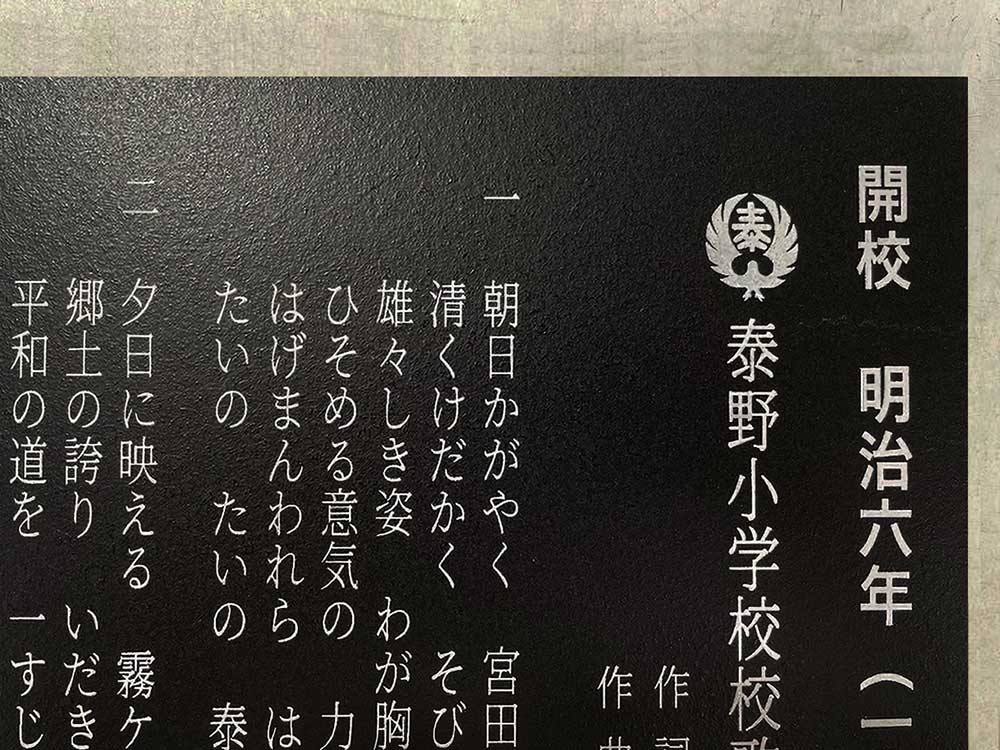 開校 明治六年（一
泰
泰野小学校校歌
作詞
作曲
一
朝日かがやく 宮田
清くけだかく そび
雄々しき姿 わが胸
ひそめる意気の 力
はげまんわれら は
たいの たいの 泰
二
夕日に映える 霧ケ
郷土の誇り いだき
平和の道を 一すじ